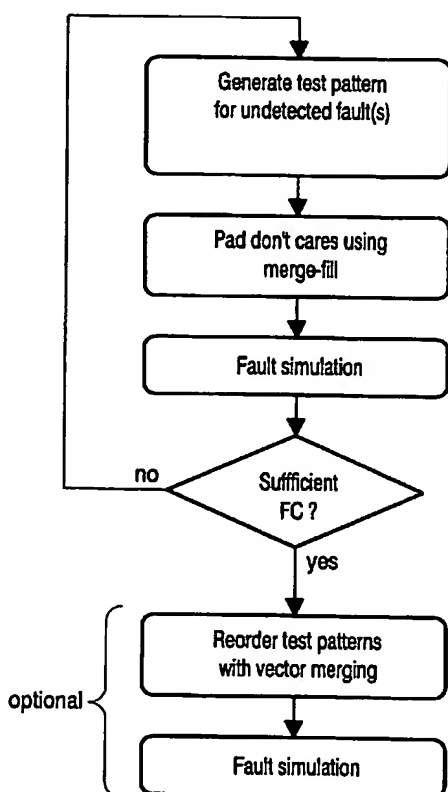 Generate test pattern
for undetected fault(s)
Pad don't cares using
merge-fill
Fault simulation
no
Sufficient
FC ?
yes
Reorder test patterns
with vector merging
optional
Fault simulation